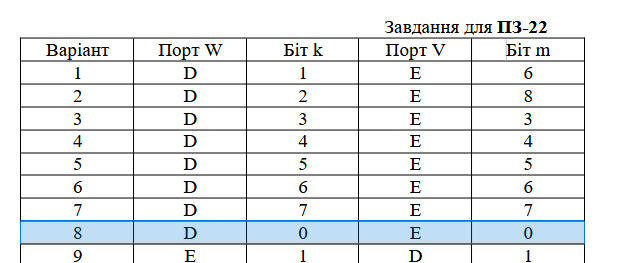 Завдання для ПЗ-22
Варіант Порт W Біт k Порт V Біт m
1 D 1 E 6
2 D 2 E 8
3 D 3 E 3
4 D 4 E 4
5 D 5 E 5
6 D 6 E 6
7 D 7 E 7
8 D 0 E 0
9 E 1 D 1